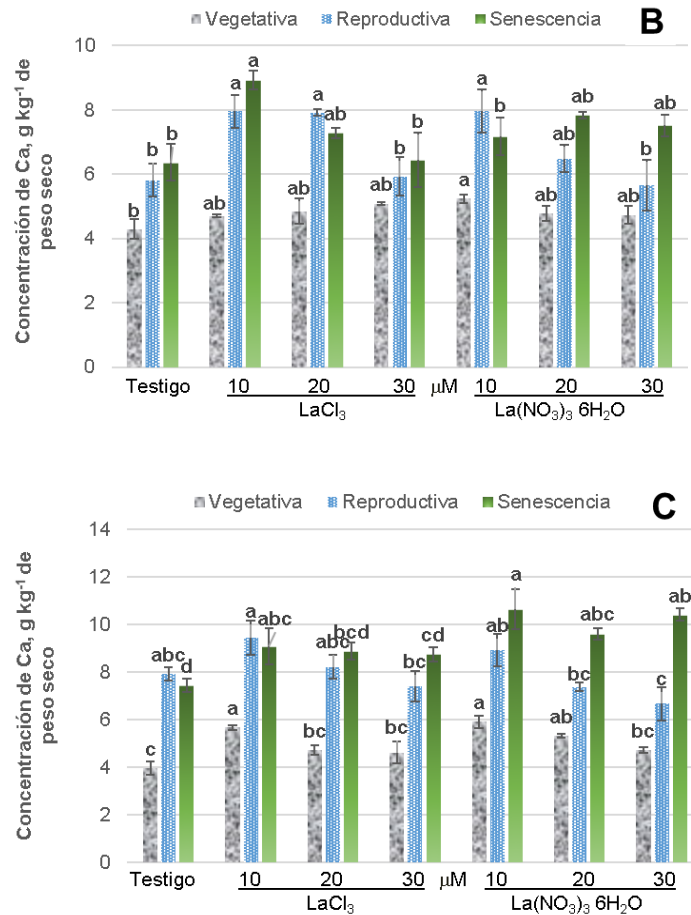 Vegetativa Reproductiva Senescencia B
Concentración de Ca, g kg⁻¹ de
peso seco
10
8
6
4
2
0
b b b
ab a a
ab a ab
ab b b
a a b
ab ab ab
ab b ab
Testigo 10 20 30 μM 10 20 30
LaCl₃ La(NO₃)₃ 6H₂O
Vegetativa Reproductiva Senescencia C
Concentración de Ca, g kg⁻¹ de
peso seco
14
12
10
8
6
4
2
0
c abc d
a a abc
bc abc bcd
bc bc cd
a ab a
ab bc abc
bc c ab
Testigo 10 20 30 μM 10 20 30
LaCl₃ La(NO₃)₃ 6H₂O